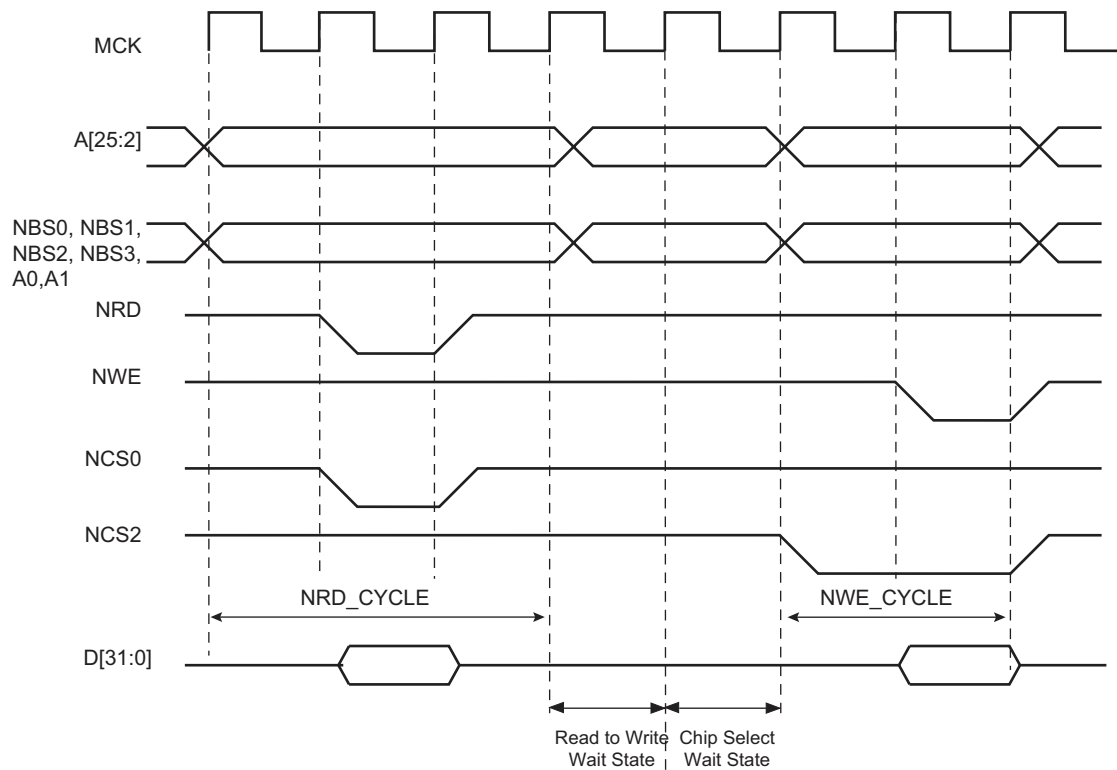 MCK
A[25:2]
NBS0, NBS1,
NBS2, NBS3,
A0,A1
NRD
NWE
NCS0
NCS2
NRD_CYCLE
NWE_CYCLE
D[31:0]
Read to Write
Wait State
Chip Select
Wait State